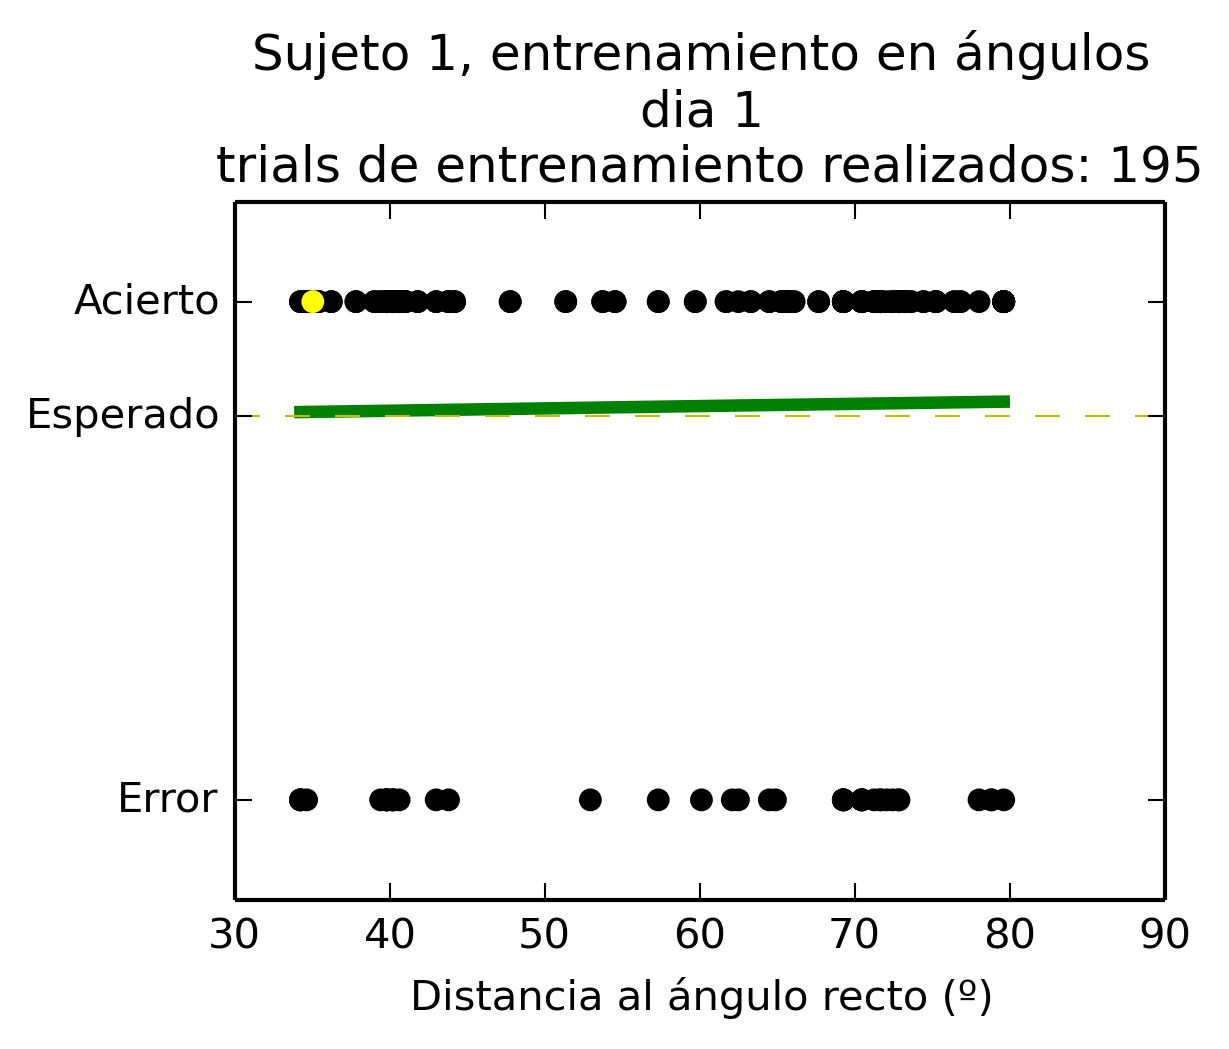 Sujeto 1, entrenamiento en ángulos
dia 1
trials de entrenamiento realizados: 195
Acierto
Esperado
Error
30 40 50 60 70 80 90
Distancia al ángulo recto (º)